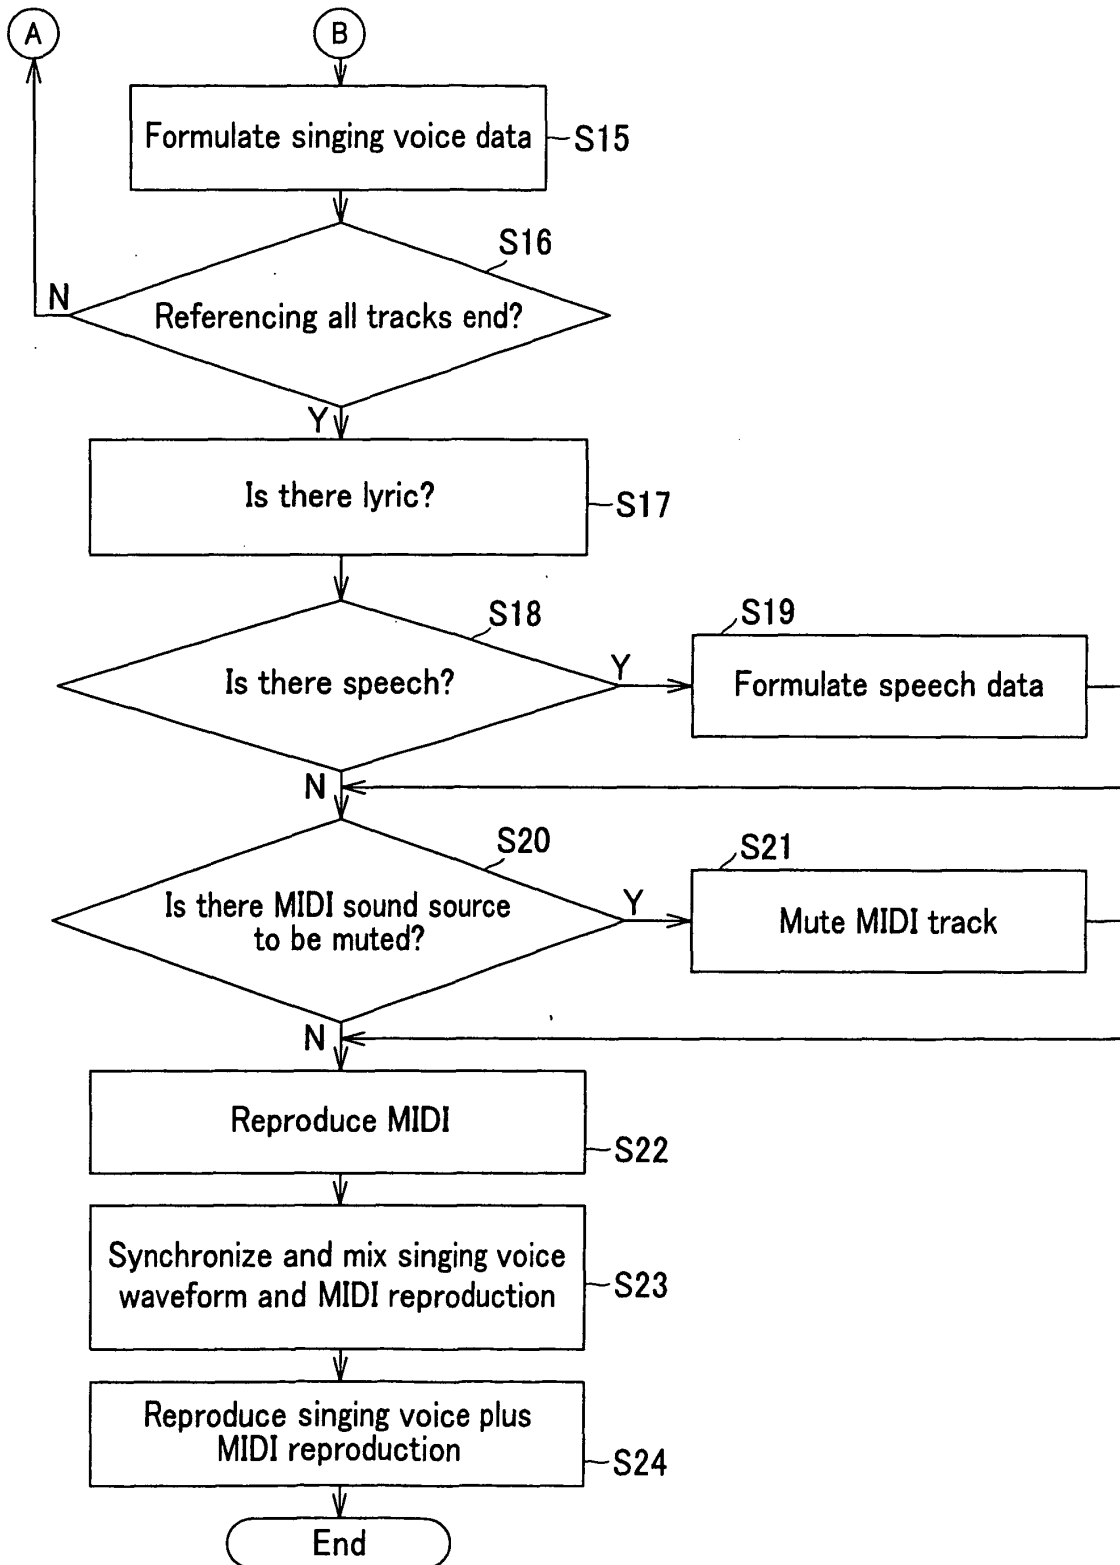 A
B
Formulate singing voice data
S15
S16
N
Referencing all tracks end?
Y
Is there lyric?
S17
S18
S19
Is there speech?
Y
Formulate speech data
N
S20
S21
Is there MIDI sound source
to be muted?
Y
Mute MIDI track
N
Reproduce MIDI
S22
Synchronize and mix singing voice
waveform and MIDI reproduction
S23
Reproduce singing voice plus
MIDI reproduction
S24
End